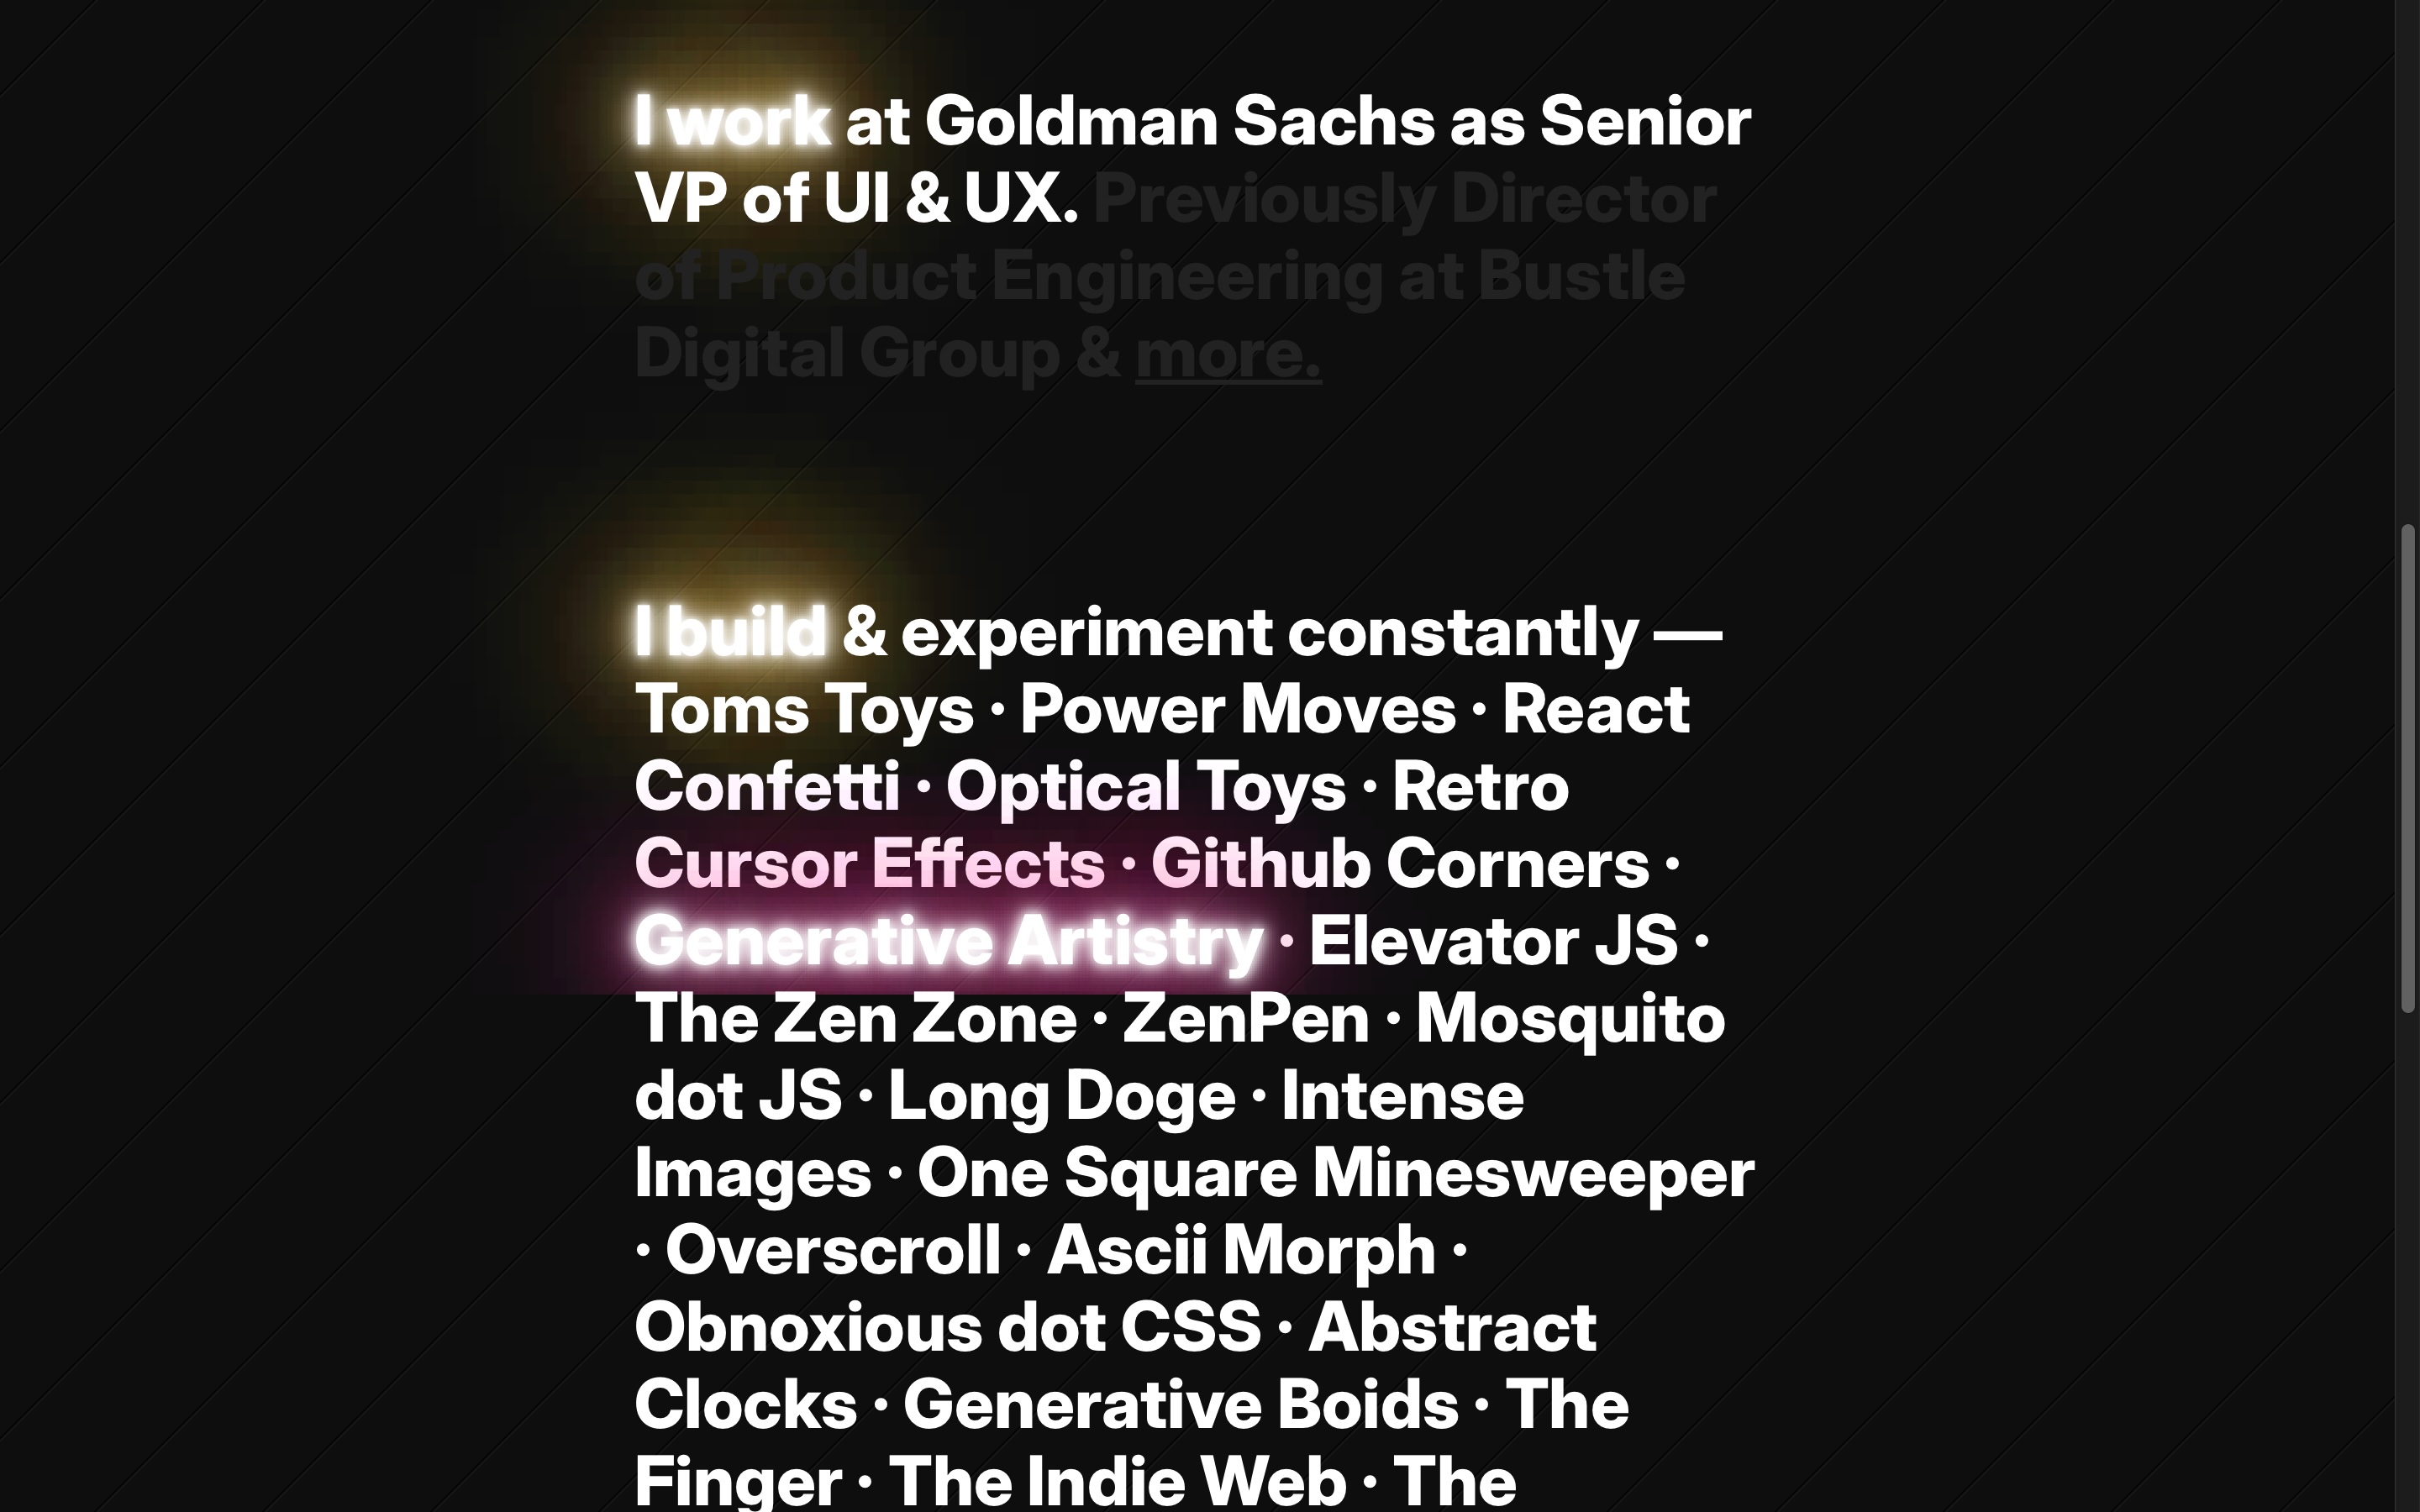 I work at Goldman Sachs as Senior
VP of UI & UX. Previously Director
of Product Engineering at Bustle
Digital Group & more.
I build & experiment constantly —
Toms Toys · Power Moves · React
Confetti · Optical Toys · Retro
Cursor Effects · Github Corners ·
Generative Artistry · Elevator JS ·
The Zen Zone · ZenPen · Mosquito
dot JS · Long Doge · Intense
Images · One Square Minesweeper
· Overscroll · Ascii Morph ·
Obnoxious dot CSS · Abstract
Clocks · Generative Boids · The
Finger · The Indie Web · The